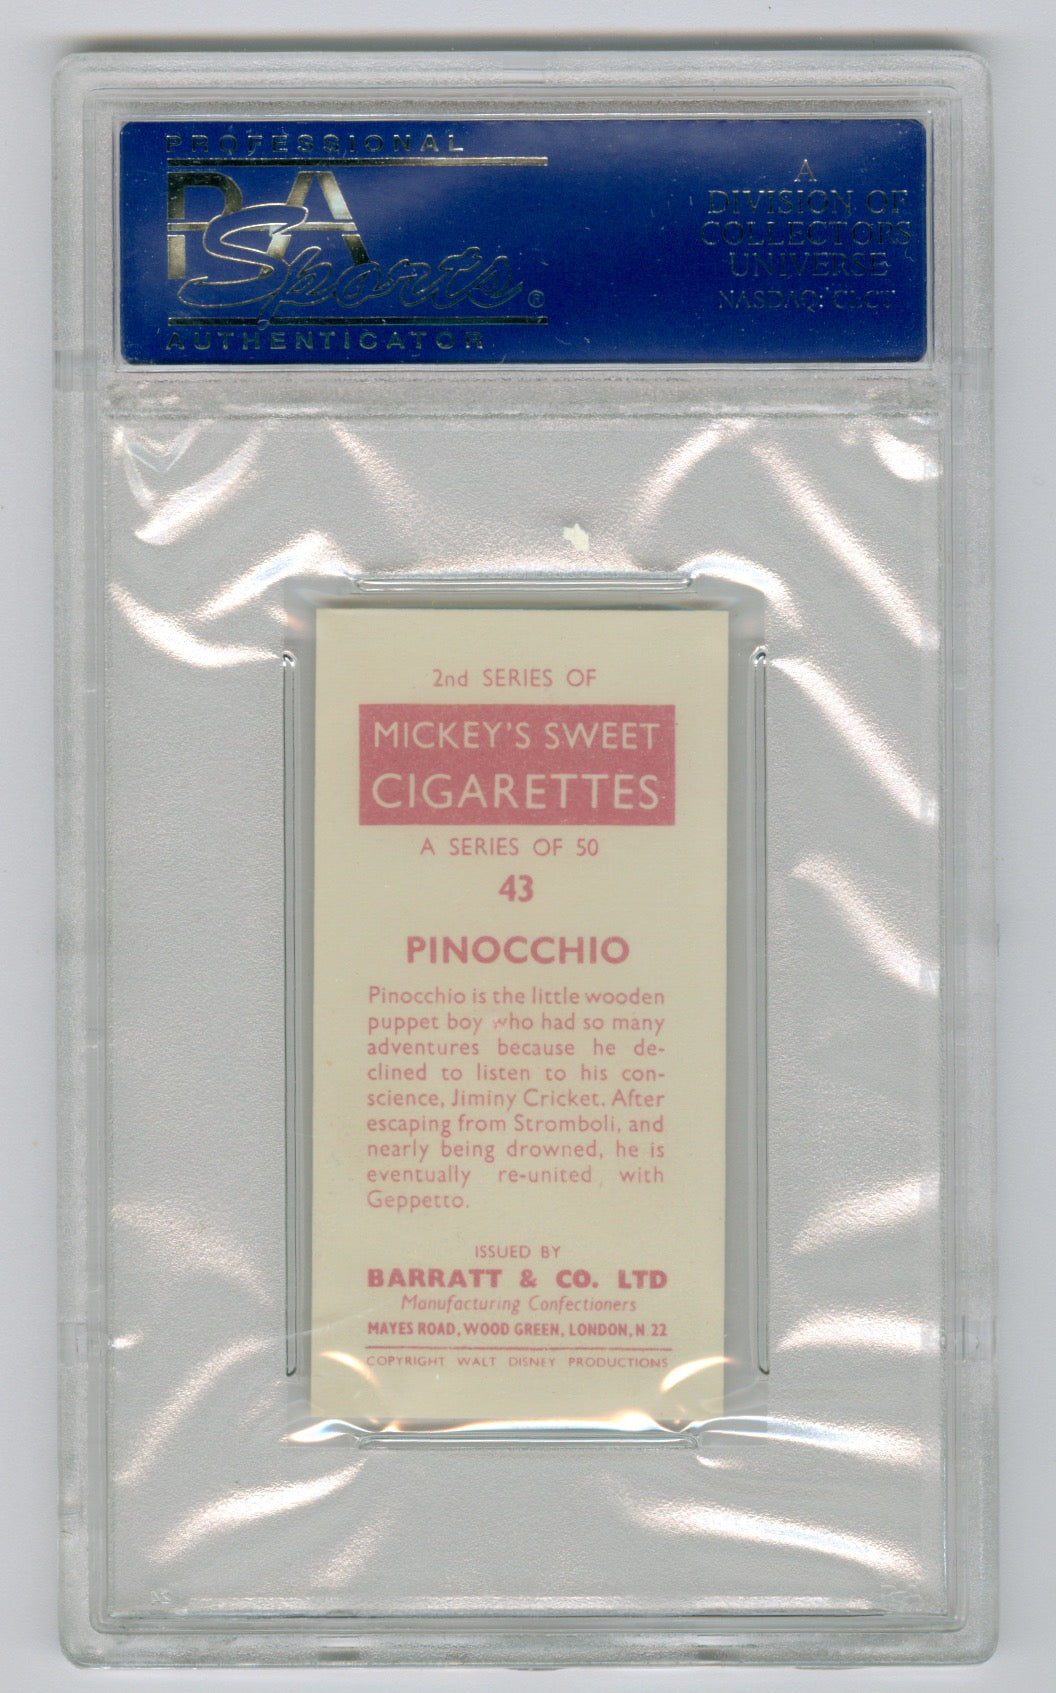 PROFESSIONAL
PSA
Sports®
AUTHENTICATOR
A
DIVISION OF
COLLECTORS
UNIVERSE
NASDAQ: CLCT
2nd SERIES OF
MICKEY'S SWEET
CIGARETTES
A SERIES OF 50
43
PINOCCHIO
Pinocchio is the little wooden
puppet boy who had so many
adventures because he de-
clined to listen to his con-
science, Jiminy Cricket. After
escaping from Stromboli, and
nearly being drowned, he is
eventually re-united with
Geppetto.
ISSUED BY
BARRATT & CO. LTD
Manufacturing Confectioners
MAYES ROAD, WOOD GREEN, LONDON, N. 22
COPYRIGHT WALT DISNEY PRODUCTIONS